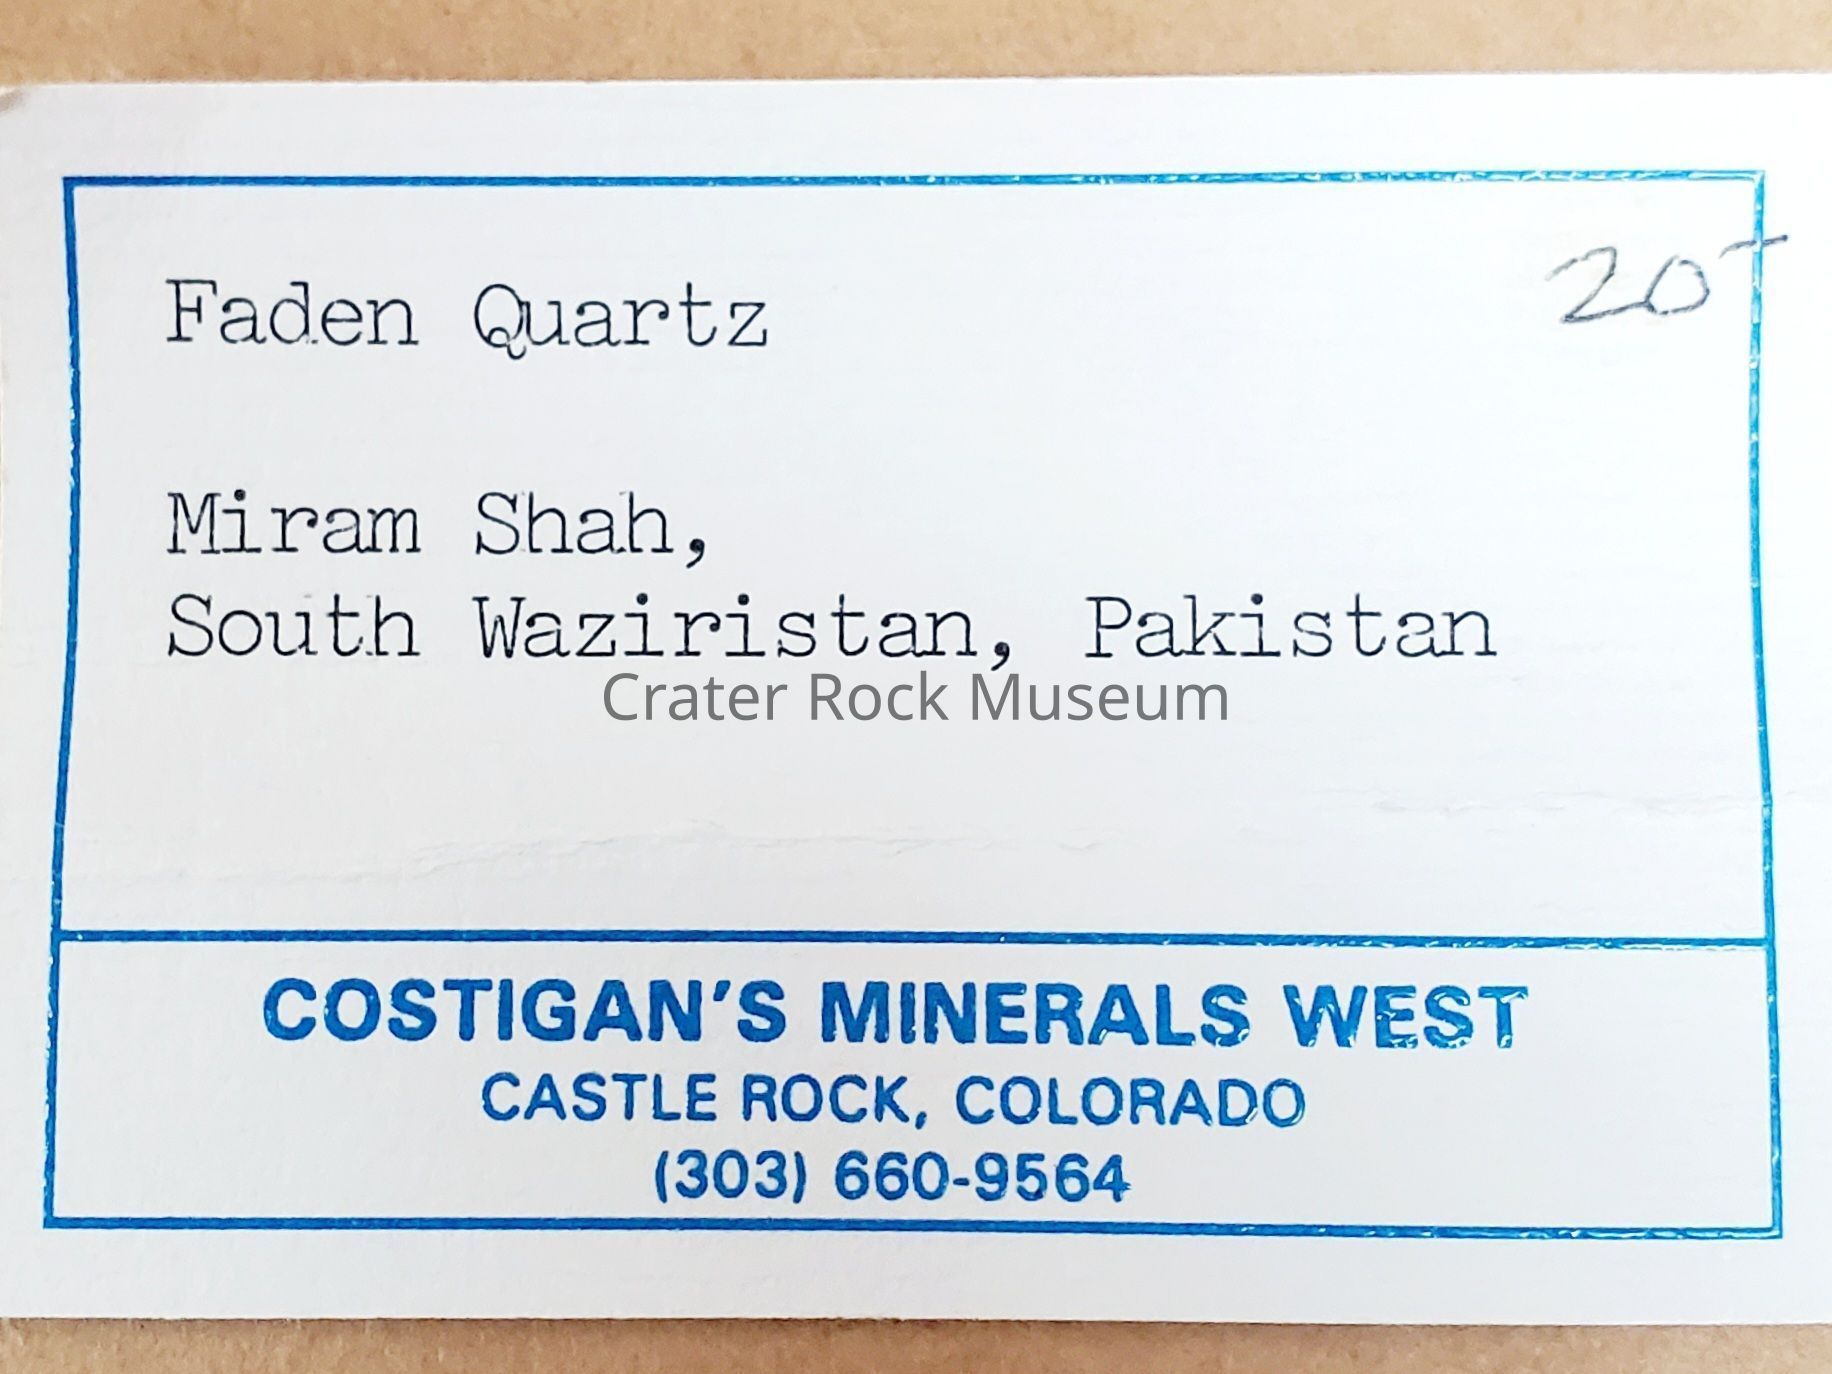 Faden Quartz
20-
Miram Shah,
South Waziristan, Pakistan
Crater Rock Museum
COSTIGAN'S MINERALS WEST
CASTLE ROCK, COLORADO
(303) 660-9564